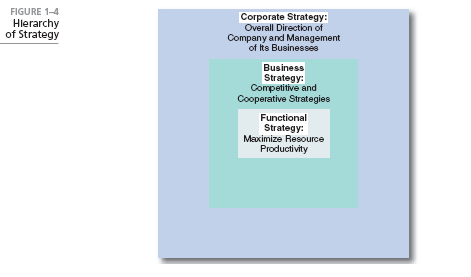 FIGURE 1–4
Hierarchy
of Strategy
Corporate Strategy:
Overall Direction of
Company and Management
of Its Businesses
Business
Strategy:
Competitive and
Cooperative Strategies
Functional
Strategy:
Maximize Resource
Productivity